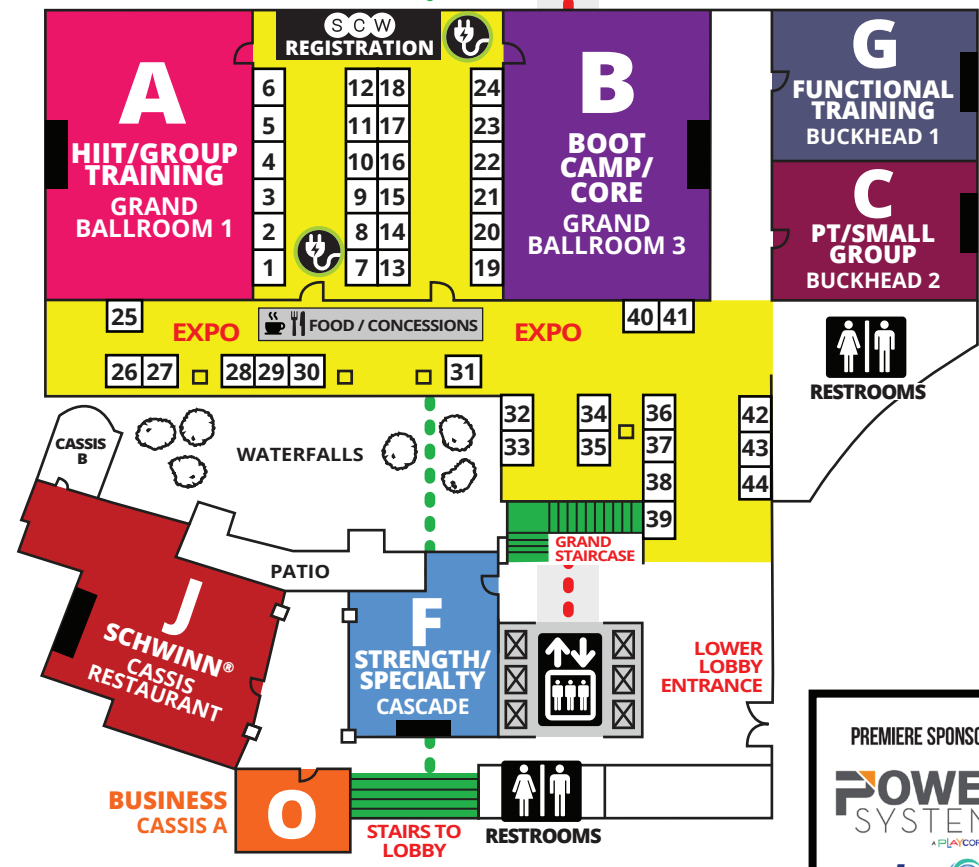 SCW
REGISTRATION
A
HIIT/GROUP
TRAINING
GRAND
BALLROOM 1
6
5
4
3
2
1
12 18
11 17
10 16
9 15
8 14
7 13
24
23
22
21
20
19
B
BOOT
CAMP/
CORE
GRAND
BALLROOM 3
G
FUNCTIONAL
TRAINING
BUCKHEAD 1
C
PT/SMALL
GROUP
BUCKHEAD 2
25
EXPO
FOOD / CONCESSIONS
EXPO
40 41
26 27
28 29 30
31
RESTROOMS
32
33
34
35
36
37
38
39
42
43
44
CASSIS
B
WATERFALLS
GRAND
STAIRCASE
PATIO
J
SCHWINN®
CASSIS
RESTAURANT
F
STRENGTH/
SPECIALTY
CASCADE
LOWER
LOBBY
ENTRANCE
BUSINESS
CASSIS A
O
STAIRS TO
LOBBY
RESTROOMS
PREMIERE SPONSO
POWE
SYSTEM
A PLAYCOR